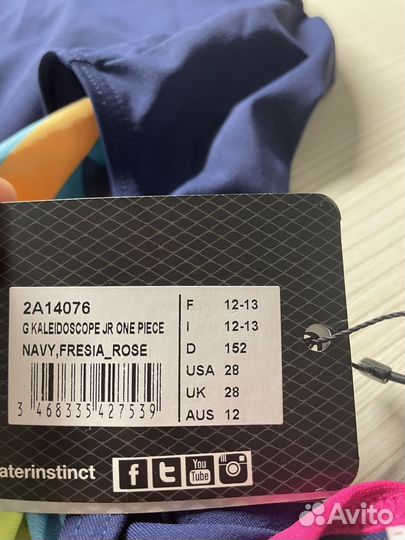 2A14076
G KALEIDOSCOPE JR ONE PIECE
NAVY,FRESIA_ROSE
3 468335 427539
F 12-13
I 12-13
D 152
USA 28
UK 28
AUS 12
aterinstinct
f t You Tube
Avito